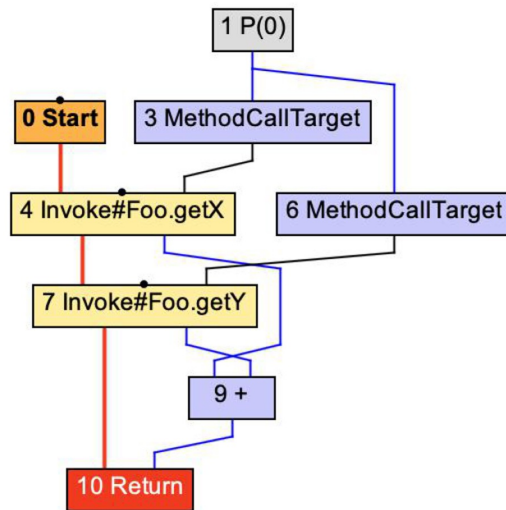 1 P(0)
0 Start
3 MethodCallTarget
4 Invoke#Foo.getX
6 MethodCallTarget
7 Invoke#Foo.getY
9 +
10 Return